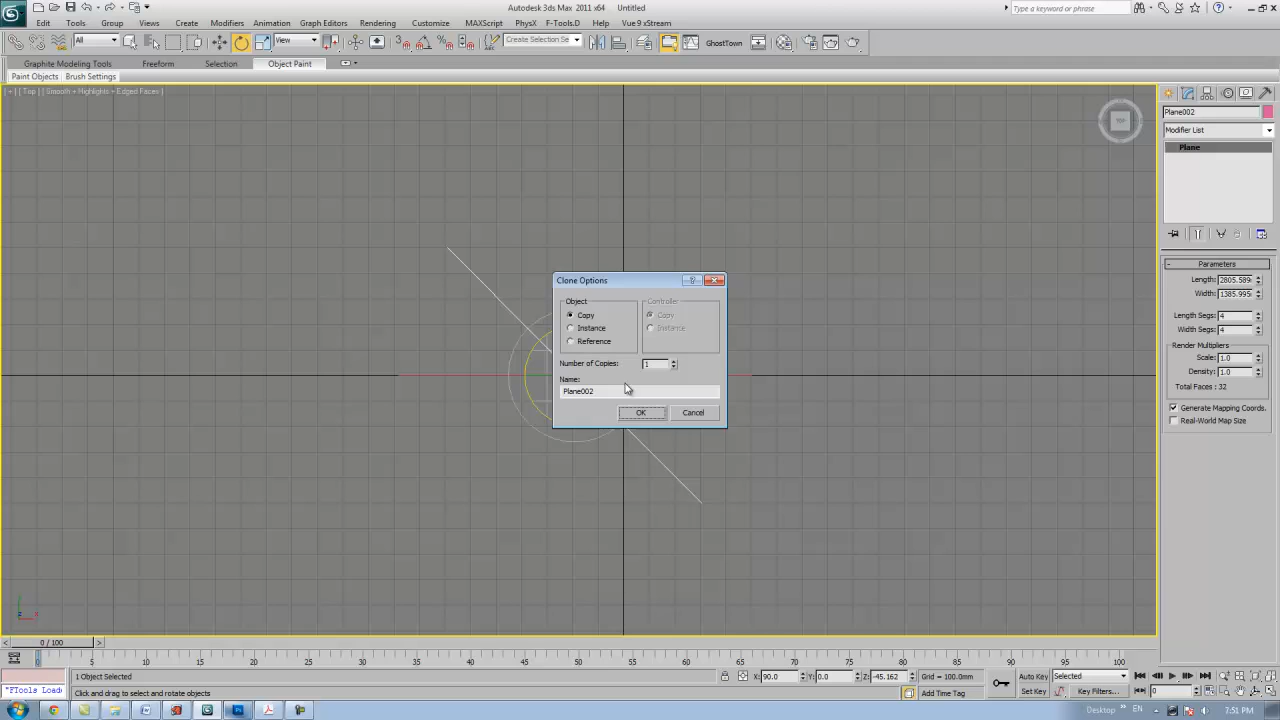 Autodesk 3ds Max 2011 x64    Untitled
Type a keyword or phrase
Edit Tools Group Views Create Modifiers Animation Graph Editors Rendering Customize MAXScript PhysX F-Tools.D Help Vue 9 xStream
All View Create Selection Se GhostTown
Graphite Modeling Tools Freeform Selection Object Paint
Paint Objects Brush Settings
[ + ] [ Top ] [ Smooth + Highlights + Edged Faces ]
TOP
Plane002
Modifier List
Plane
Parameters
Length: 2805.589
Width: 1385.995
Length Segs: 4
Width Segs: 4
Render Multipliers
Scale: 1.0
Density: 1.0
Total Faces : 32
Generate Mapping Coords.
Real-World Map Size
Clone Options
Object
Copy
Instance
Reference
Controller
Copy
Instance
Number of Copies: 1
Name:
Plane002
OK Cancel
0 / 100
0 5 10 15 20 25 30 35 40 45 50 55 60 65 70 75 80 85 90 95 100
1 Object Selected X: 90.0 Y: 0.0 Z: -45.162 Grid = 100.0mm Auto Key Selected
"FTools Loade Click and drag to select and rotate objects Add Time Tag Set Key Key Filters... 0
Desktop » EN 7:51 PM